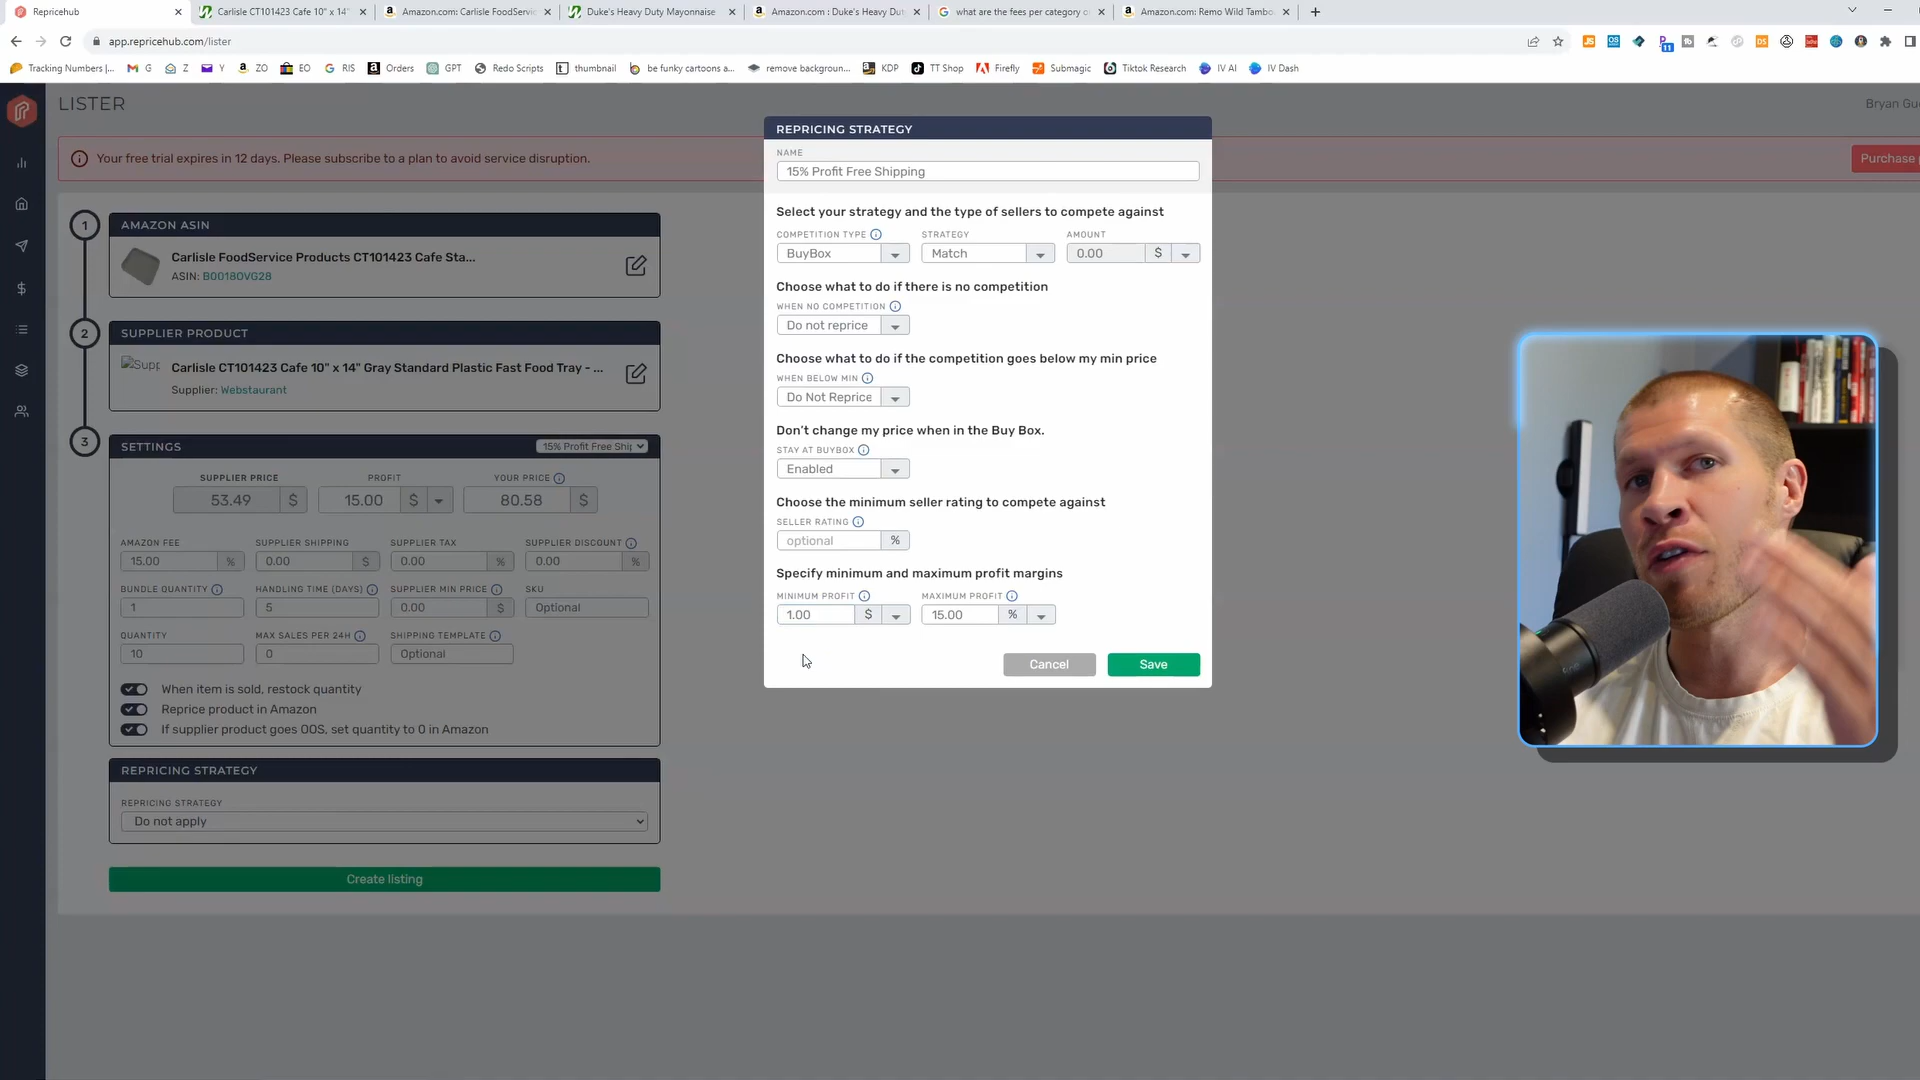 Repricehub
Carlisle CT101423 Cafe 10" x 14"
Amazon.com: Carlisle FoodServi
Duke's Heavy Duty Mayonnaise
Amazon.com : Duke's Heavy Du
what are the fees per category o
Amazon.com: Remo Wild Tambo
app.repricehub.com/lister
11
Tracking Numbers |...
G
Z
Y
ZO
EO
RIS
Orders
GPT
Redo Scripts
thumbnail
be funky cartoons a...
remove backgroun...
KDP
TT Shop
Firefly
Submagic
Tiktok Research
IV AI
IV Dash
LISTER
Bryan Gu
Your free trial expires in 12 days. Please subscribe to a plan to avoid service disruption.
Purchase
1
AMAZON ASIN
Carlisle FoodService Products CT101423 Cafe Sta...
ASIN: B0018OVG28
2
SUPPLIER PRODUCT
Supp
Carlisle CT101423 Cafe 10" x 14" Gray Standard Plastic Fast Food Tray - ...
Supplier: Webstaurant
3
SETTINGS
15% Profit Free Ship
SUPPLIER PRICE
PROFIT
YOUR PRICE
53.49 $
15.00 $
80.58 $
AMAZON FEE
SUPPLIER SHIPPING
SUPPLIER TAX
SUPPLIER DISCOUNT
15.00 %
0.00 $
0.00 %
0.00 %
BUNDLE QUANTITY
HANDLING TIME (DAYS)
SUPPLIER MIN PRICE
SKU
1
5
0.00 $
Optional
QUANTITY
MAX SALES PER 24H
SHIPPING TEMPLATE
10
0
Optional
When item is sold, restock quantity
Reprice product in Amazon
If supplier product goes OOS, set quantity to 0 in Amazon
REPRICING STRATEGY
REPRICING STRATEGY
Do not apply
Create listing
REPRICING STRATEGY
NAME
15% Profit Free Shipping
Select your strategy and the type of sellers to compete against
COMPETITION TYPE
STRATEGY
AMOUNT
BuyBox
Match
0.00 $
Choose what to do if there is no competition
WHEN NO COMPETITION
Do not reprice
Choose what to do if the competition goes below my min price
WHEN BELOW MIN
Do Not Reprice
Don't change my price when in the Buy Box.
STAY AT BUYBOX
Enabled
Choose the minimum seller rating to compete against
SELLER RATING
optional %
Specify minimum and maximum profit margins
MINIMUM PROFIT
MAXIMUM PROFIT
1.00 $
15.00 %
Cancel
Save